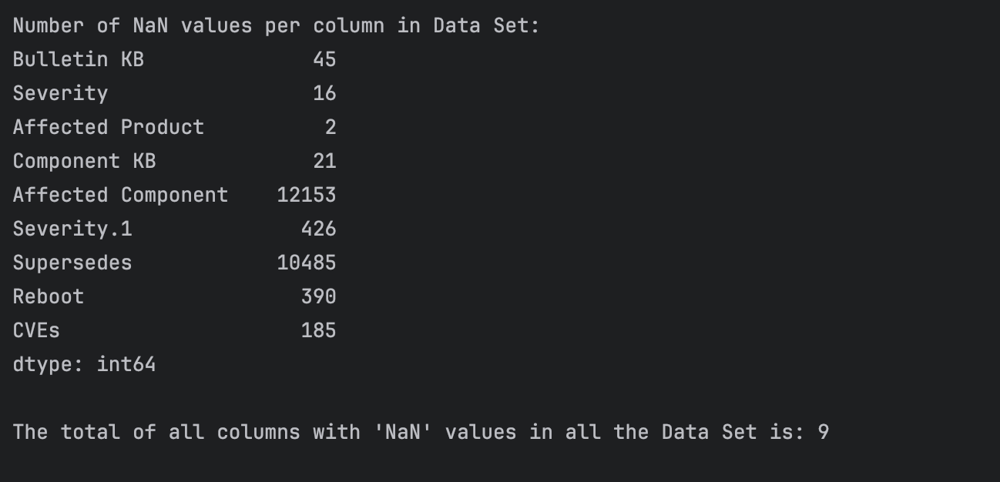 Number of NaN values per column in Data Set:
Bulletin KB 45
Severity 16
Affected Product 2
Component KB 21
Affected Component 12153
Severity.1 426
Supersedes 10485
Reboot 390
CVEs 185
dtype: int64
The total of all columns with 'NaN' values in all the Data Set is: 9